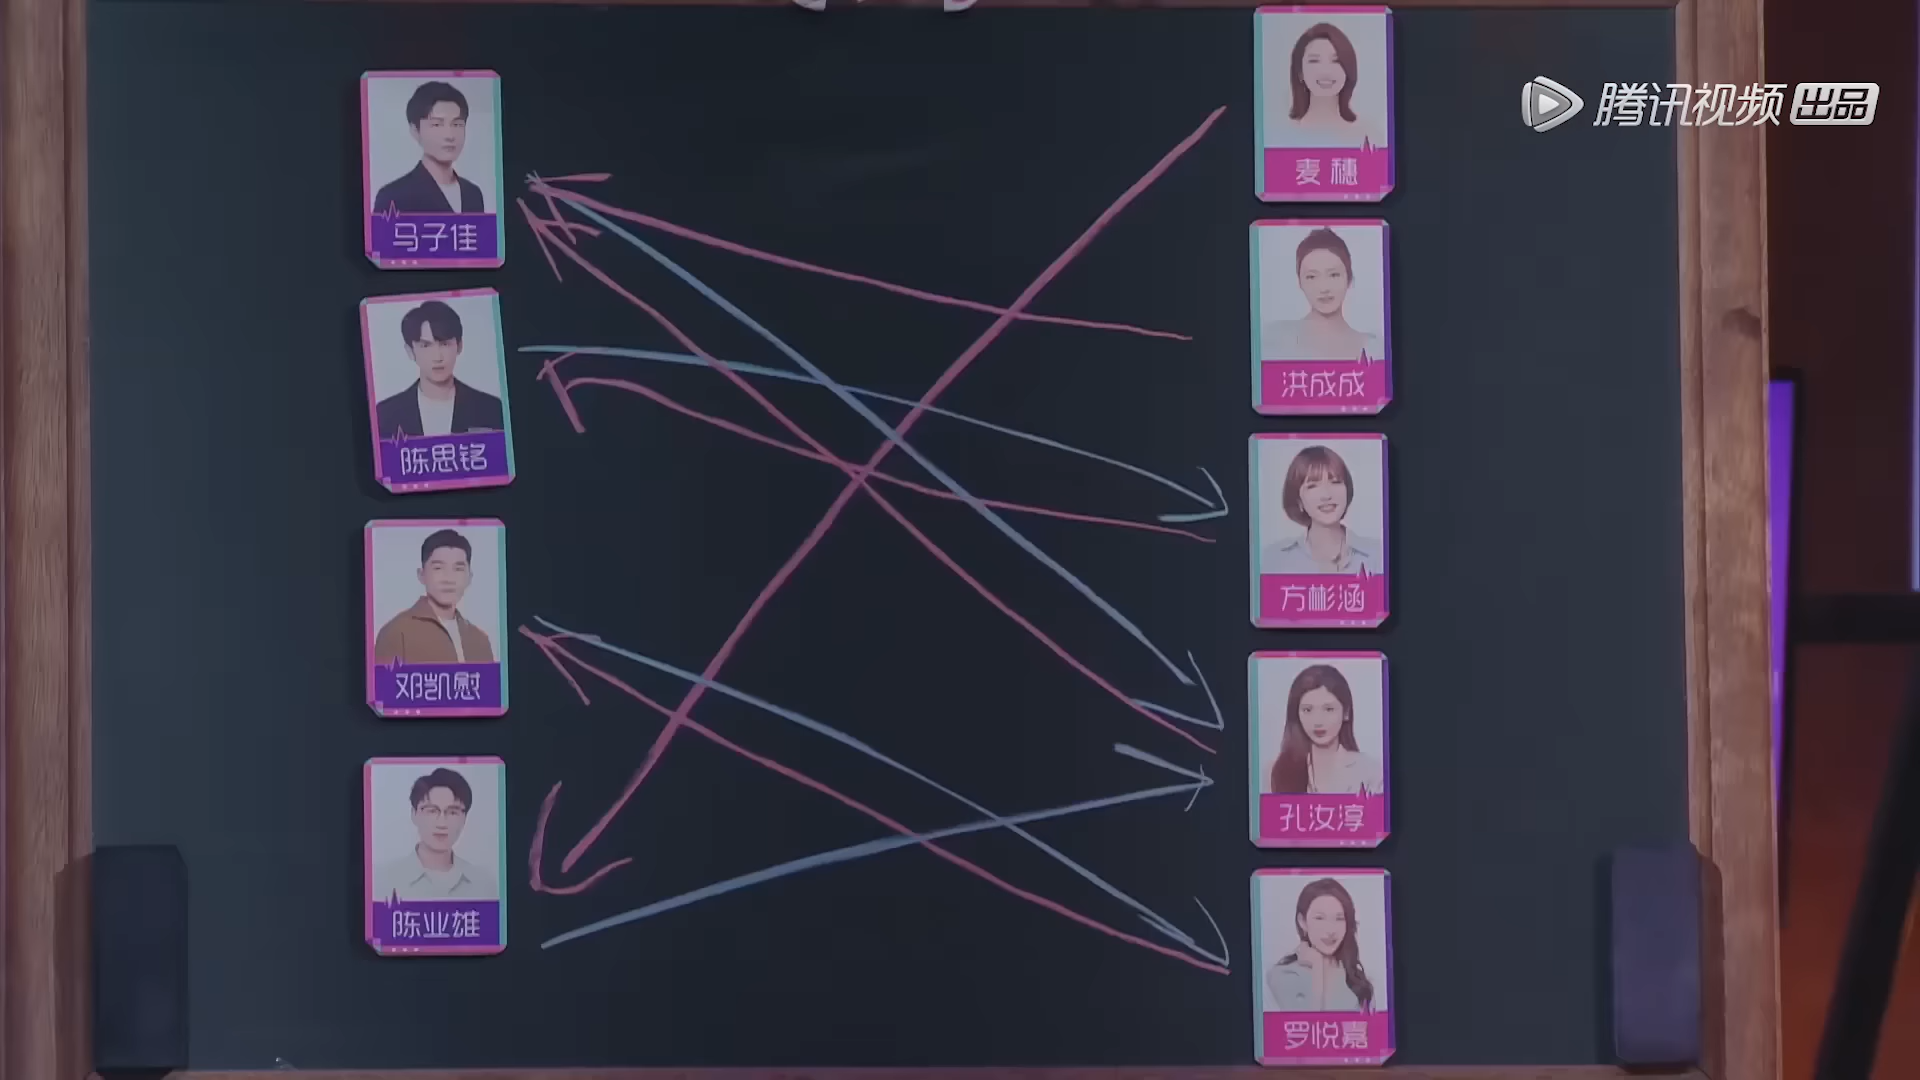 腾讯视频 出品
马子佳
陈思铭
邓凯慰
陈业雄
麦穗
洪成成
方彬涵
孔汝淳
罗悦嘉